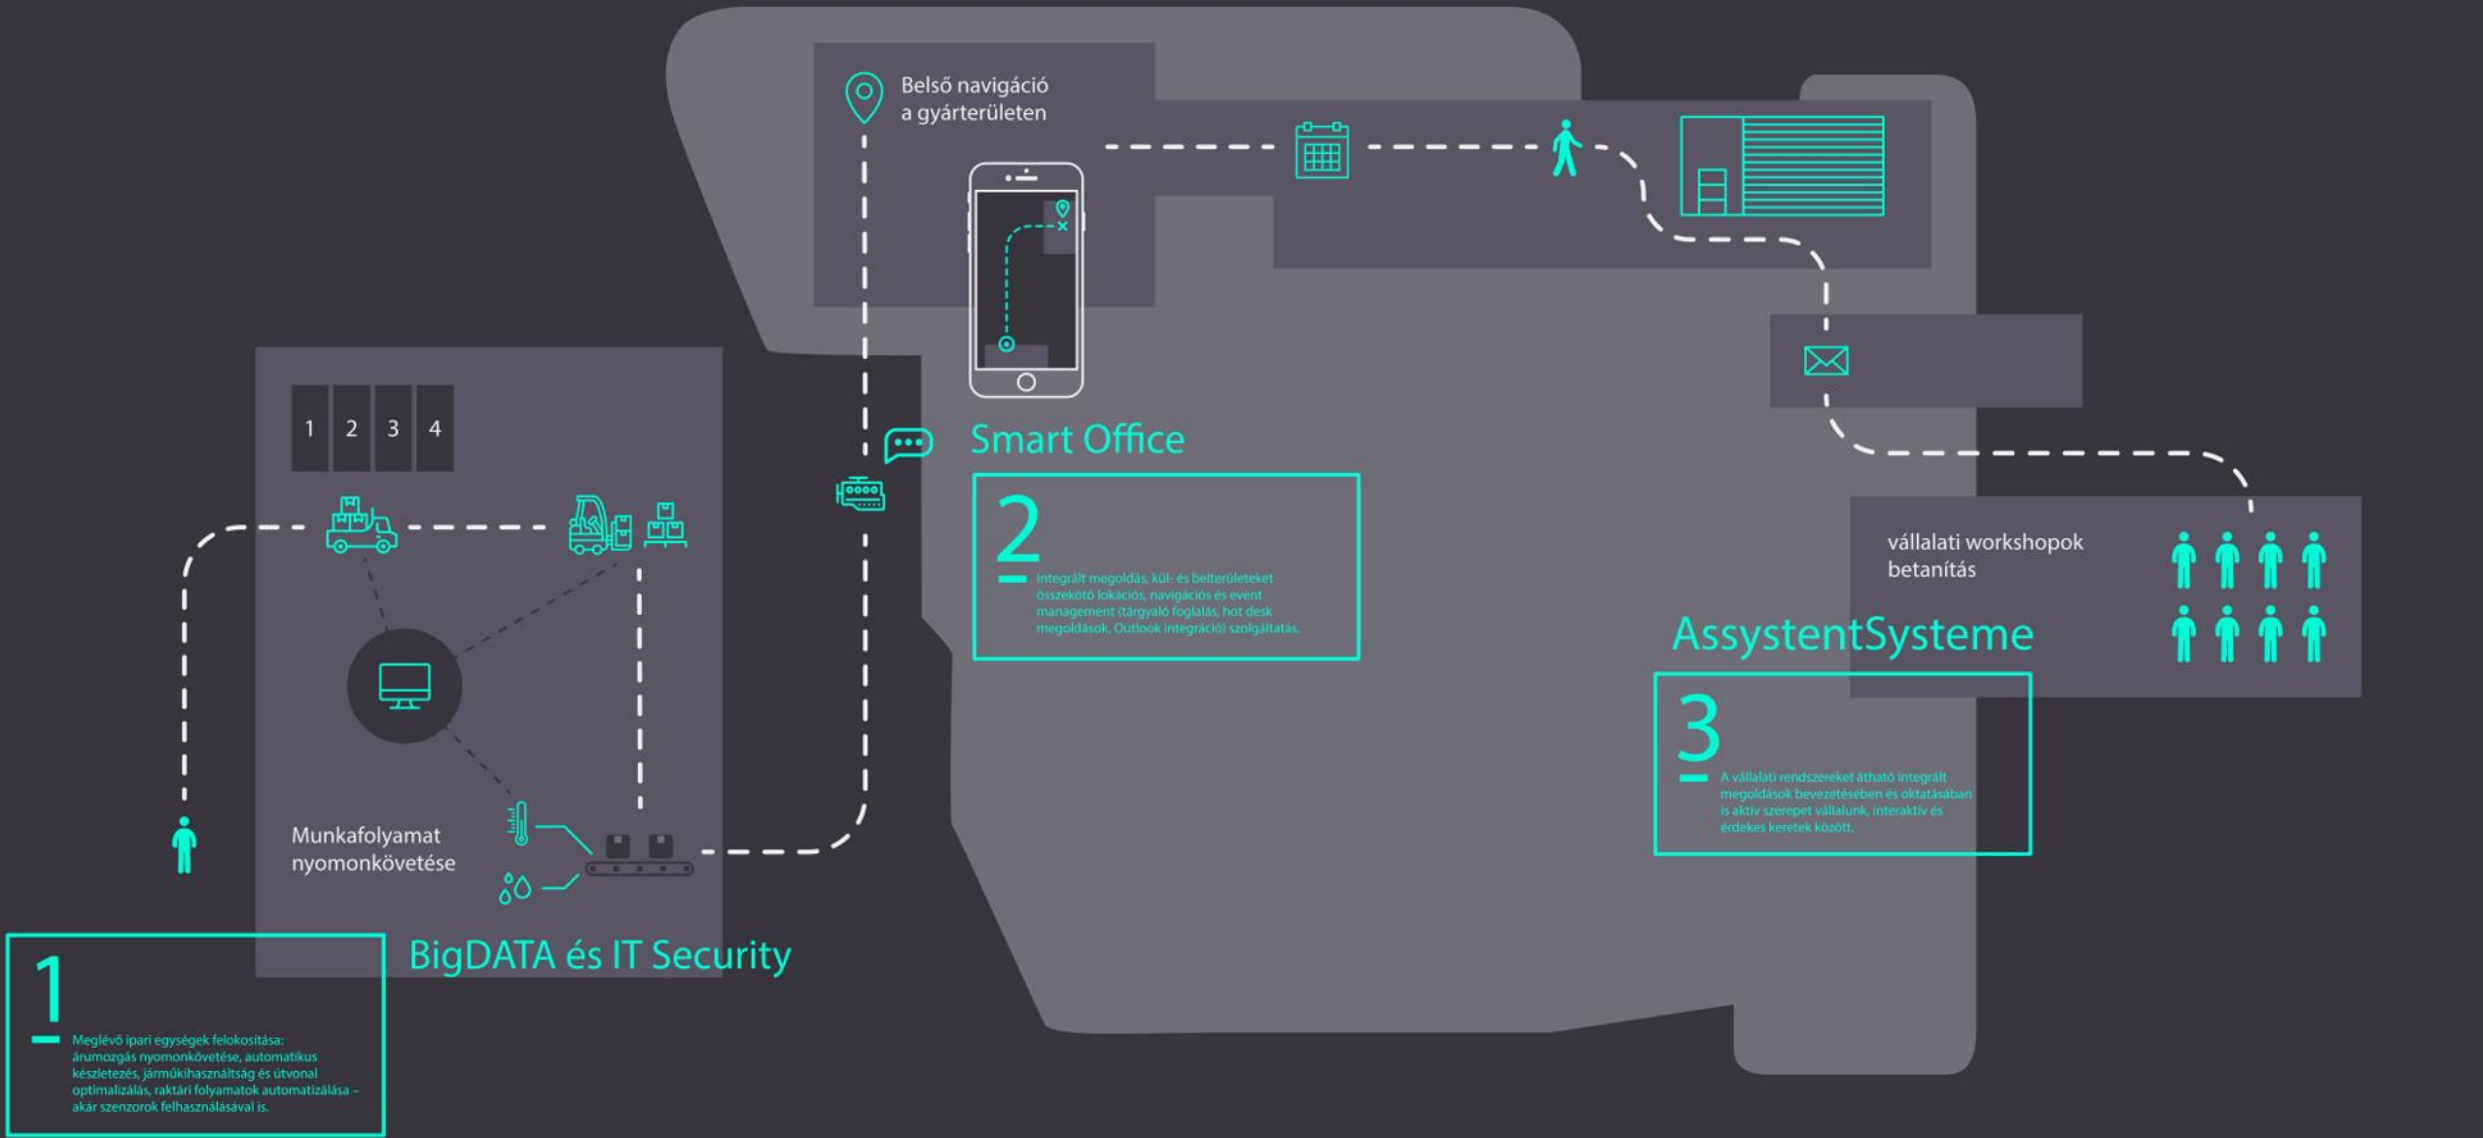 Belső navigáció
a gyárterületen
1 2 3 4
Munkafolyamat
nyomonkövetése
BigDATA és IT Security
1
Meglévő ipari egységek felokosítása:
árumozgás nyomonkövetése, automatikus
készletezés, járműkihasználtság és útvonal
optimalizálás, raktári folyamatok automatizálása –
akár szenzorok felhasználásával is.
Smart Office
2
Integrált megoldás, kül- és belterületeket
összekötő lokációs, navigációs és event
management (tárgyaló foglalás, hot desk
megoldások, Outlook integráció) szolgáltatás.
vállalati workshopok
betanítás
AssystentSysteme
3
A vállalati rendszereket átható integrált
megoldások bevezetésében és oktatásában
is aktív szerepet vállalunk, interaktív és
érdekes keretek között.